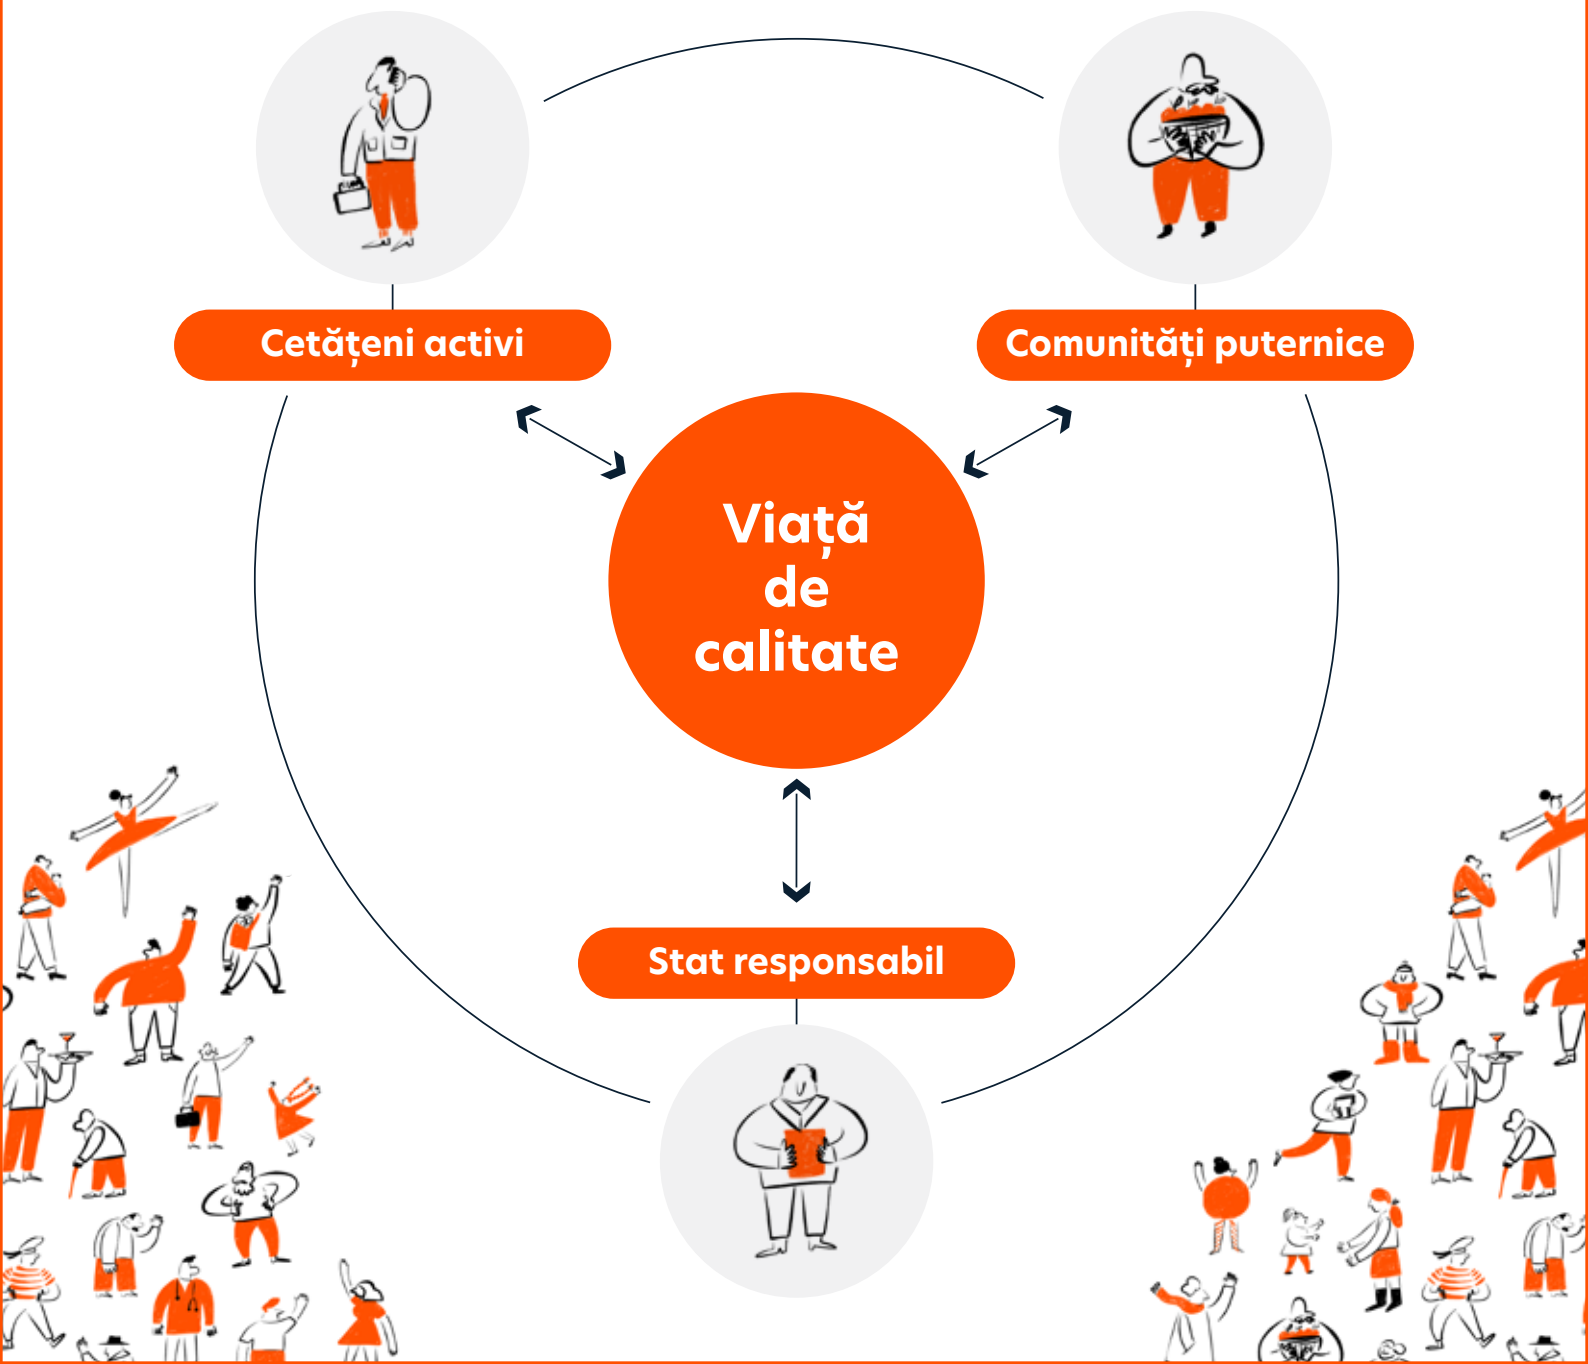 Cetățeni activi
Comunități puternice
Viață
de
calitate
Stat responsabil